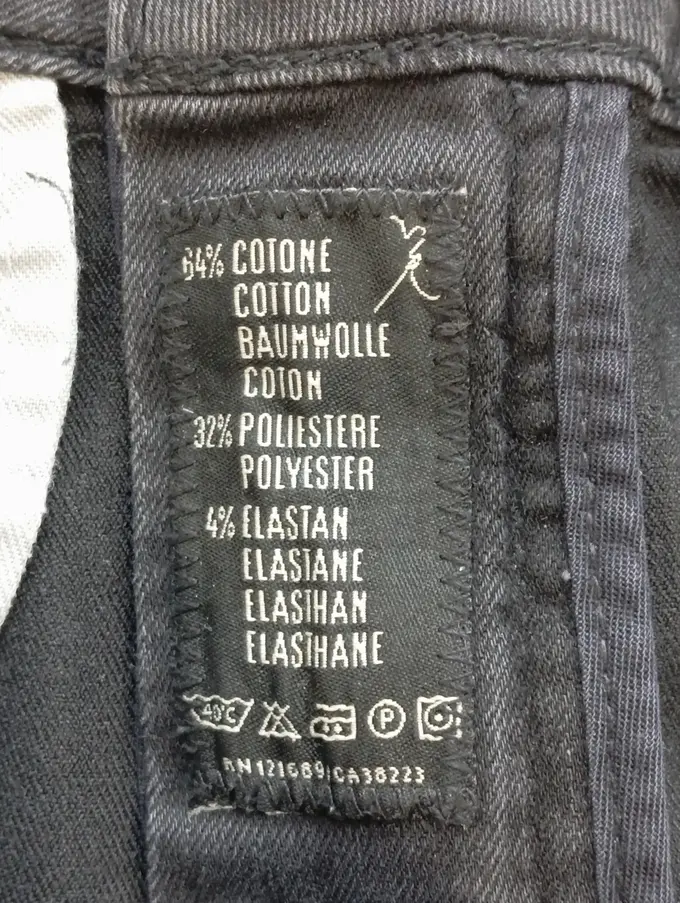 64% COTONE
COTTON
BAUMWOLLE
COTON
32% POLIESTERE
POLYESTER
4% ELASTAN
ELASTANE
ELASTHAN
ELASTHANE
40°C P
RN121689 CA38223